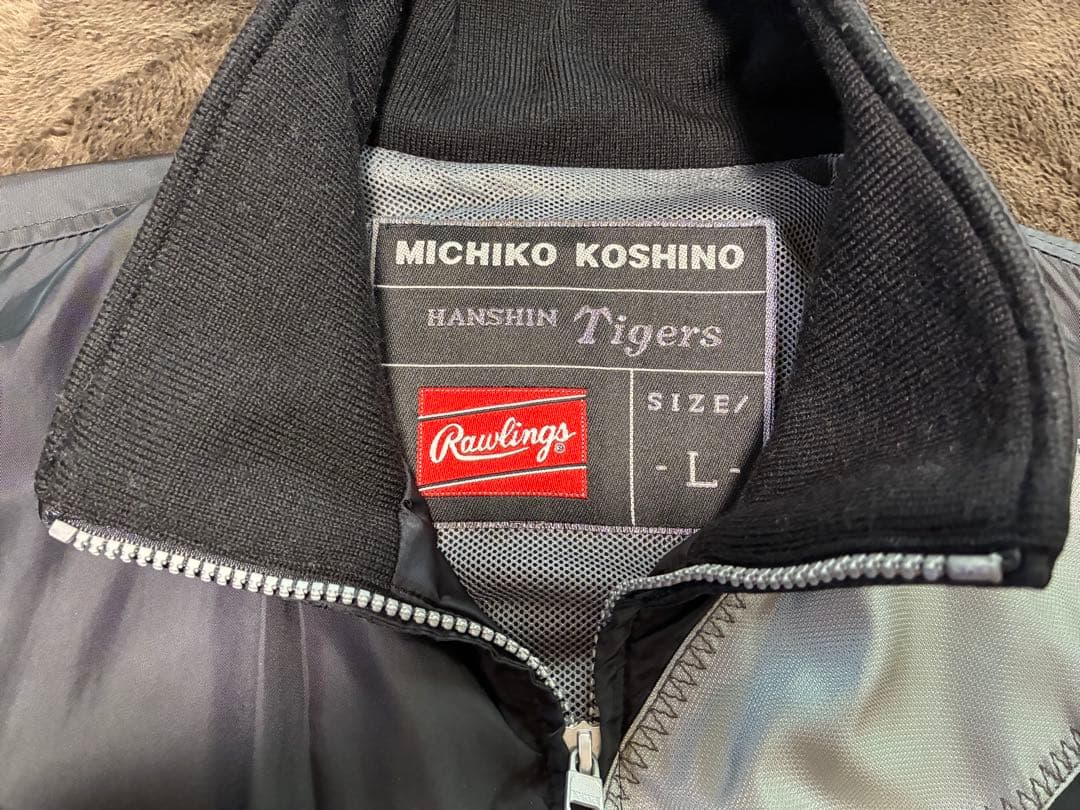 MICHIKO KOSHINO
HANSHIN Tigers
Rawlings®
SIZE/
- L -